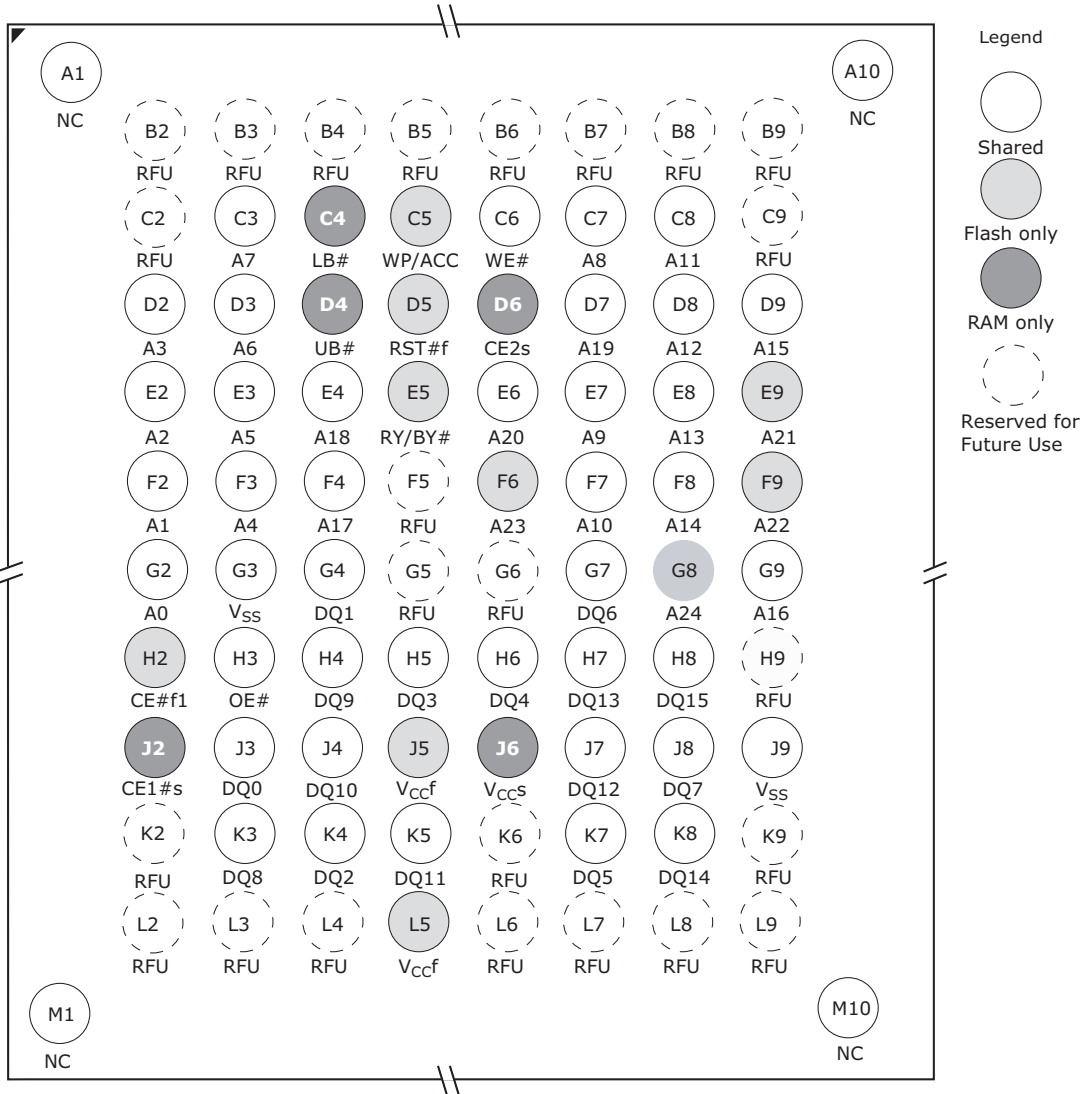 Legend
A1 A10
NC NC
Shared
B2 B3 B4 B5 B6 B7 B8 B9
RFU RFU RFU RFU RFU RFU RFU RFU
Flash only
C2 C3 C4 C5 C6 C7 C8 C9
RFU A7 LB# WP/ACC WE# A8 A11 RFU
RAM only
D2 D3 D4 D5 D6 D7 D8 D9
A3 A6 UB# RST#f CE2s A19 A12 A15
Reserved for
Future Use
E2 E3 E4 E5 E6 E7 E8 E9
A2 A5 A18 RY/BY# A20 A9 A13 A21
F2 F3 F4 F5 F6 F7 F8 F9
A1 A4 A17 RFU A23 A10 A14 A22
G2 G3 G4 G5 G6 G7 G8 G9
A0 VSS DQ1 RFU RFU DQ6 A24 A16
H2 H3 H4 H5 H6 H7 H8 H9
CE#f1 OE# DQ9 DQ3 DQ4 DQ13 DQ15 RFU
J2 J3 J4 J5 J6 J7 J8 J9
CE1#s DQ0 DQ10 VCCf VCCs DQ12 DQ7 VSS
K2 K3 K4 K5 K6 K7 K8 K9
RFU DQ8 DQ2 DQ11 RFU DQ5 DQ14 RFU
L2 L3 L4 L5 L6 L7 L8 L9
RFU RFU RFU VCCf RFU RFU RFU RFU
M1 M10
NC NC